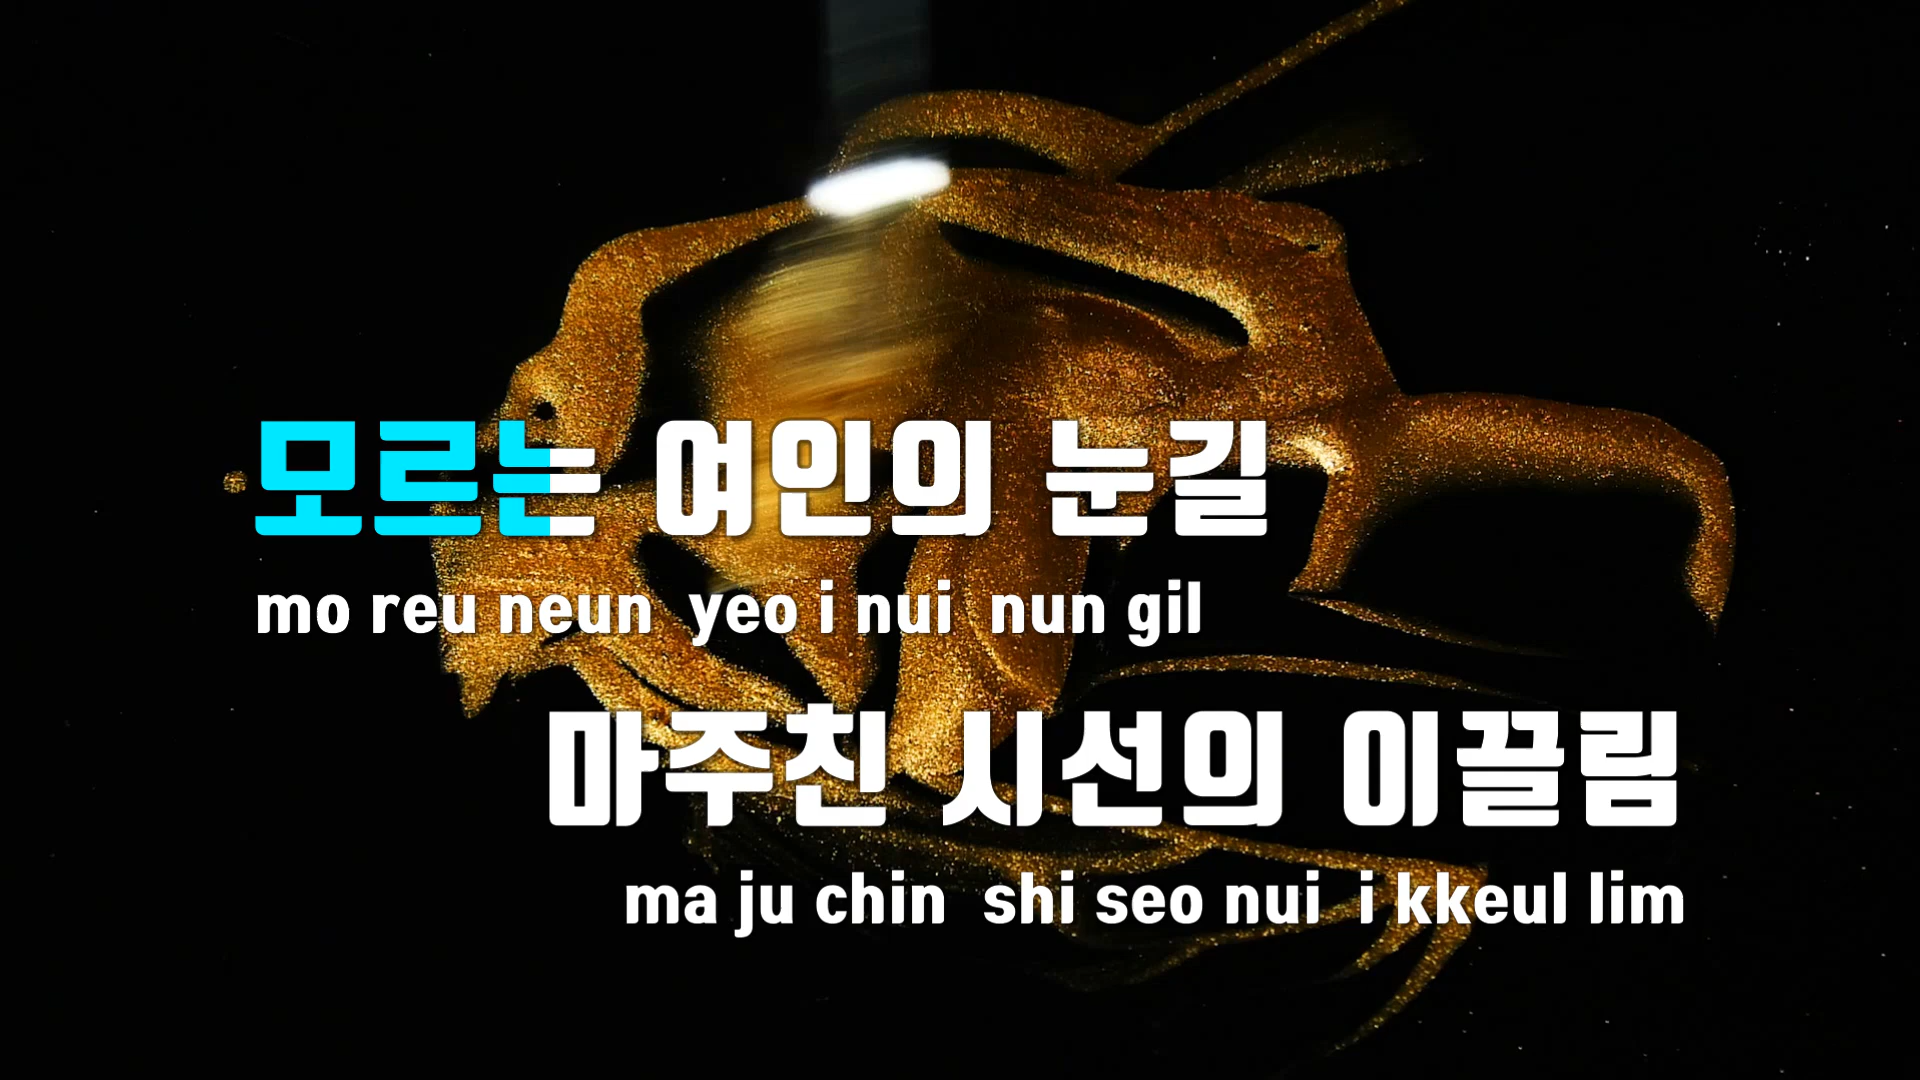 모르는 여인의 눈길
mo reu neun yeo i nui nun gil
마주친 시선의 이끌림
ma ju chin shi seo nui i kkeul lim